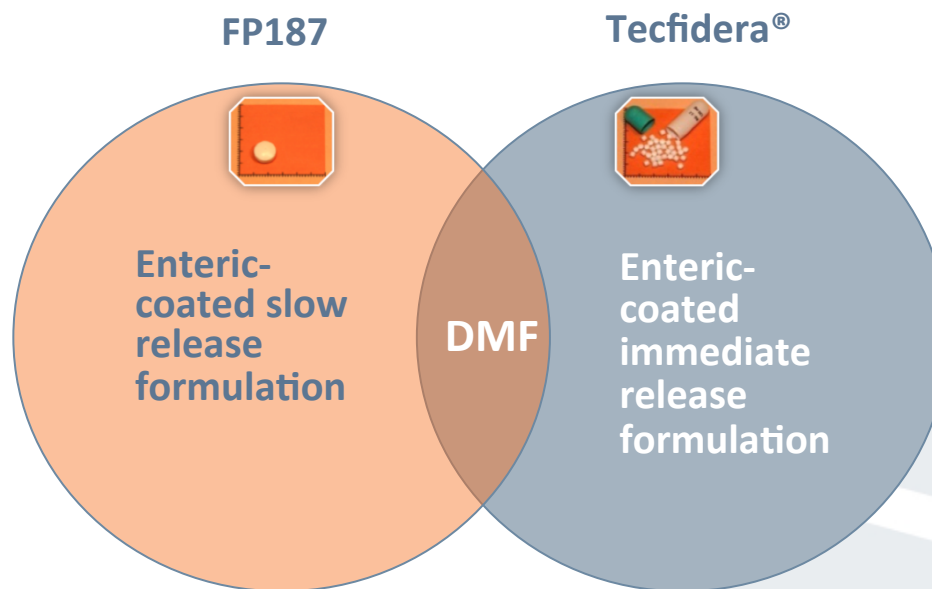 FP187
Tecfidera®
Enteric-
coated slow
release
formulation
DMF
Enteric-
coated
immediate
release
formulation